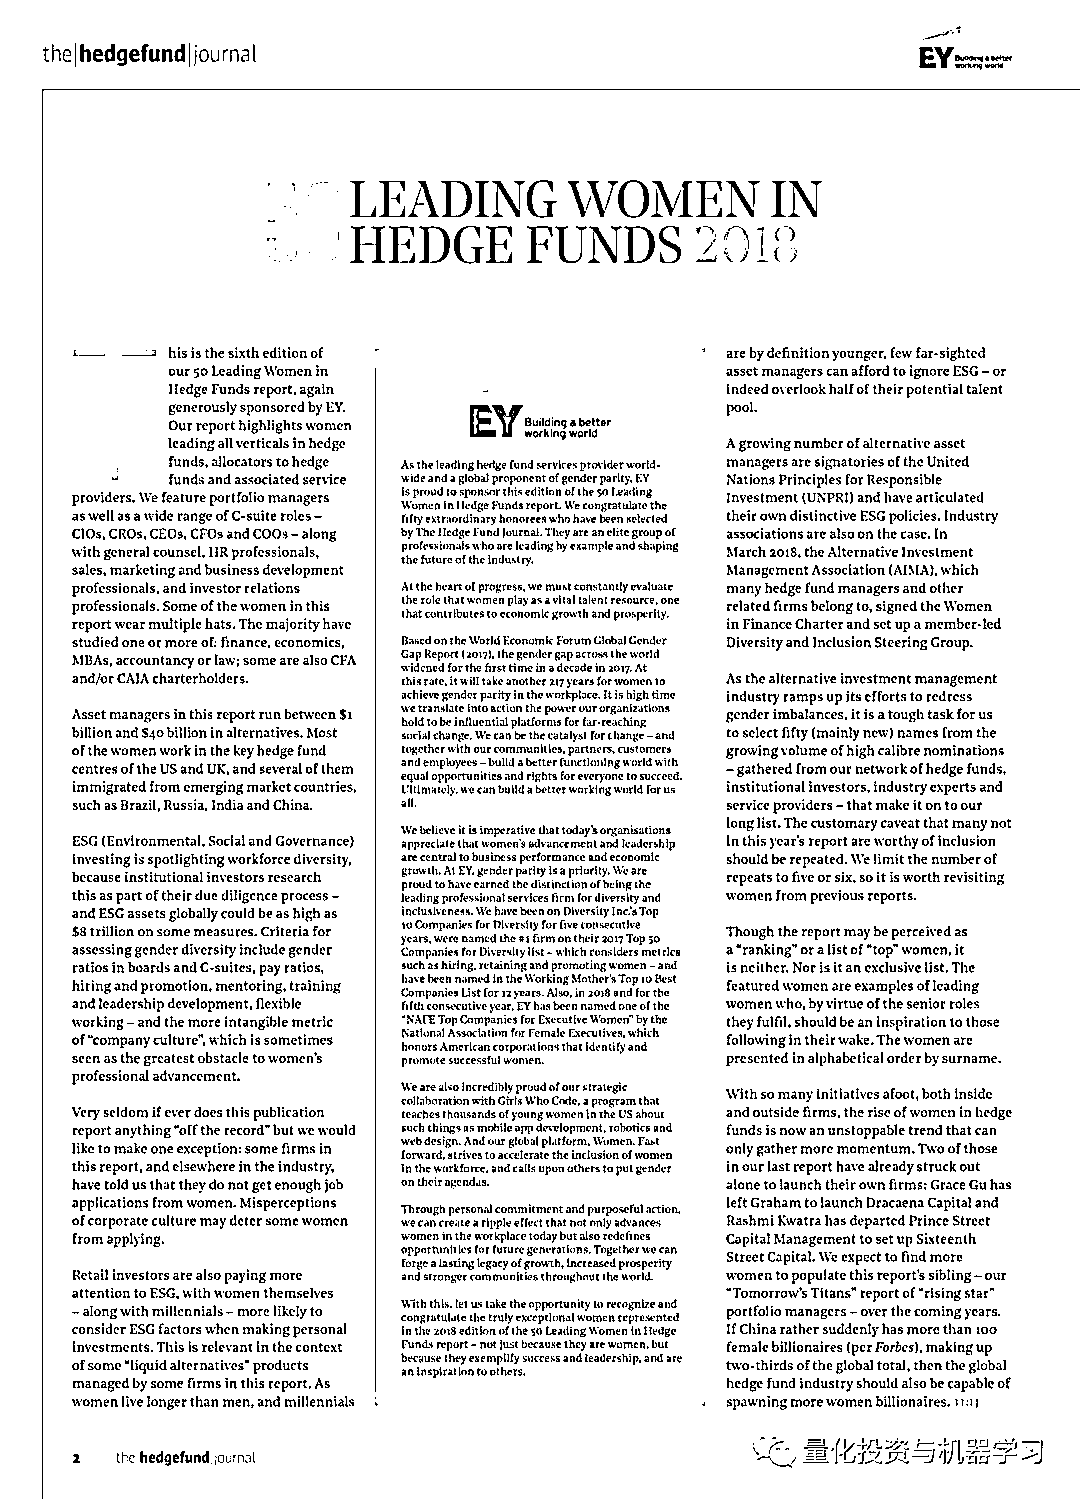 the|hedgefund|journal
EY Building a better
working world
LEADING WOMEN IN
HEDGE FUNDS 2018
his is the sixth edition of
our 50 Leading Women in
Hedge Funds report, again
generously sponsored by EY.
Our report highlights women
leading all verticals in hedge
funds, allocators to hedge
funds and associated service
providers. We feature portfolio managers
as well as a wide range of C-suite roles –
CIOs, CROs, CEOs, CFOs and COOs – along
with general counsel, HR professionals,
sales, marketing and business development
professionals, and investor relations
professionals. Some of the women in this
report wear multiple hats. The majority have
studied one or more of: finance, economics,
MBAs, accountancy or law; some are also CFA
and/or CAIA charterholders.
Asset managers in this report run between $1
billion and $40 billion in alternatives. Most
of the women work in the key hedge fund
centres of the US and UK, and several of them
immigrated from emerging market countries,
such as Brazil, Russia, India and China.
ESG (Environmental, Social and Governance)
investing is spotlighting workforce diversity,
because institutional investors research
this as part of their due diligence process –
and ESG assets globally could be as high as
$8 trillion on some measures. Criteria for
assessing gender diversity include gender
ratios in boards and C-suites, pay ratios,
hiring and promotion, mentoring, training
and leadership development, flexible
working – and the more intangible metric
of “company culture”, which is sometimes
seen as the greatest obstacle to women’s
professional advancement.
Very seldom if ever does this publication
report anything “off the record” but we would
like to make one exception: some firms in
this report, and elsewhere in the industry,
have told us that they do not get enough job
applications from women. Misperceptions
of corporate culture may deter some women
from applying.
Retail investors are also paying more
attention to ESG, with women themselves
– along with millennials – more likely to
consider ESG factors when making personal
investments. This is relevant in the context
of some “liquid alternatives” products
managed by some firms in this report. As
women live longer than men, and millennials
EY Building a better
working world
As the leading hedge fund services provider world-
wide and a global proponent of gender parity, EY
is proud to sponsor this edition of the 50 Leading
Women in Hedge Funds report. We congratulate the
fifty extraordinary honorees who have been selected
by The Hedge Fund Journal. They are an elite group of
professionals who are leading by example and shaping
the future of the industry.
At the heart of progress, we must constantly evaluate
the role that women play as a vital talent resource, one
that contributes to economic growth and prosperity.
Based on the World Economic Forum Global Gender
Gap Report (2017), the gender gap across the world
widened for the first time in a decade in 2017. At
this rate, it will take another 217 years for women to
achieve gender parity in the workplace. It is high time
we translate into action the power our organizations
hold to be influential platforms for far-reaching
social change. We can be the catalyst for change – and
together with our communities, partners, customers
and employees – build a better functioning world with
equal opportunities and rights for everyone to succeed.
Ultimately, we can build a better working world for us
all.
We believe it is imperative that today’s organisations
appreciate that women’s advancement and leadership
are central to business performance and economic
growth. At EY, gender parity is a priority. We are
proud to have earned the distinction of being the
leading professional services firm for diversity and
inclusiveness. We have been on Diversity Inc.’s Top
10 Companies for Diversity for five consecutive
years, were named the #1 firm on their 2017 Top 50
Companies for Diversity list – which considers metrics
such as hiring, retaining and promoting women – and
have been named in the Working Mother’s Top 10 Best
Companies List for 12 years. Also, in 2018 and for the
fifth consecutive year, EY has been named one of the
“NAFE Top Companies for Executive Women” by the
National Association for Female Executives, which
honors American corporations that identify and
promote successful women.
We are also incredibly proud of our strategic
collaboration with Girls Who Code, a program that
teaches thousands of young women in the US about
such things as mobile app development, robotics and
web design. And our global platform, Women. Fast
forward, strives to accelerate the inclusion of women
in the workforce, and calls upon others to put gender
on their agendas.
Through personal commitment and purposeful action,
we can create a ripple effect that not only advances
women in the workplace today but also redefines
opportunities for future generations. Together we can
forge a lasting legacy of growth, increased prosperity
and stronger communities throughout the world.
With this, let us take the opportunity to recognize and
congratulate the truly exceptional women represented
in the 2018 edition of the 50 Leading Women in Hedge
Funds report – not just because they are women, but
because they exemplify success and leadership, and are
an inspiration to others.
are by definition younger, few far-sighted
asset managers can afford to ignore ESG – or
indeed overlook half of their potential talent
pool.
A growing number of alternative asset
managers are signatories of the United
Nations Principles for Responsible
Investment (UNPRI) and have articulated
their own distinctive ESG policies. Industry
associations are also on the case. In
March 2018, the Alternative Investment
Management Association (AIMA), which
many hedge fund managers and other
related firms belong to, signed the Women
in Finance Charter and set up a member-led
Diversity and Inclusion Steering Group.
As the alternative investment management
industry ramps up its efforts to redress
gender imbalances, it is a tough task for us
to select fifty (mainly new) names from the
growing volume of high calibre nominations
– gathered from our network of hedge funds,
institutional investors, industry experts and
service providers – that make it on to our
long list. The customary caveat that many not
in this year’s report are worthy of inclusion
should be repeated. We limit the number of
repeats to five or six, so it is worth revisiting
women from previous reports.
Though the report may be perceived as
a “ranking” or a list of “top” women, it
is neither. Nor is it an exclusive list. The
featured women are examples of leading
women who, by virtue of the senior roles
they fulfil, should be an inspiration to those
following in their wake. The women are
presented in alphabetical order by surname.
With so many initiatives afoot, both inside
and outside firms, the rise of women in hedge
funds is now an unstoppable trend that can
only gather more momentum. Two of those
in our last report have already struck out
alone to launch their own firms: Grace Gu has
left Graham to launch Dracaena Capital and
Rashmi Kwatra has departed Prince Street
Capital Management to set up Sixteenth
Street Capital. We expect to find more
women to populate this report’s sibling – our
“Tomorrow’s Titans” report of “rising star”
portfolio managers – over the coming years.
If China rather suddenly has more than 100
female billionaires (per Forbes), making up
two-thirds of the global total, then the global
hedge fund industry should also be capable of
spawning more women billionaires.
2 the hedgefund journal
量化投资与机器学习